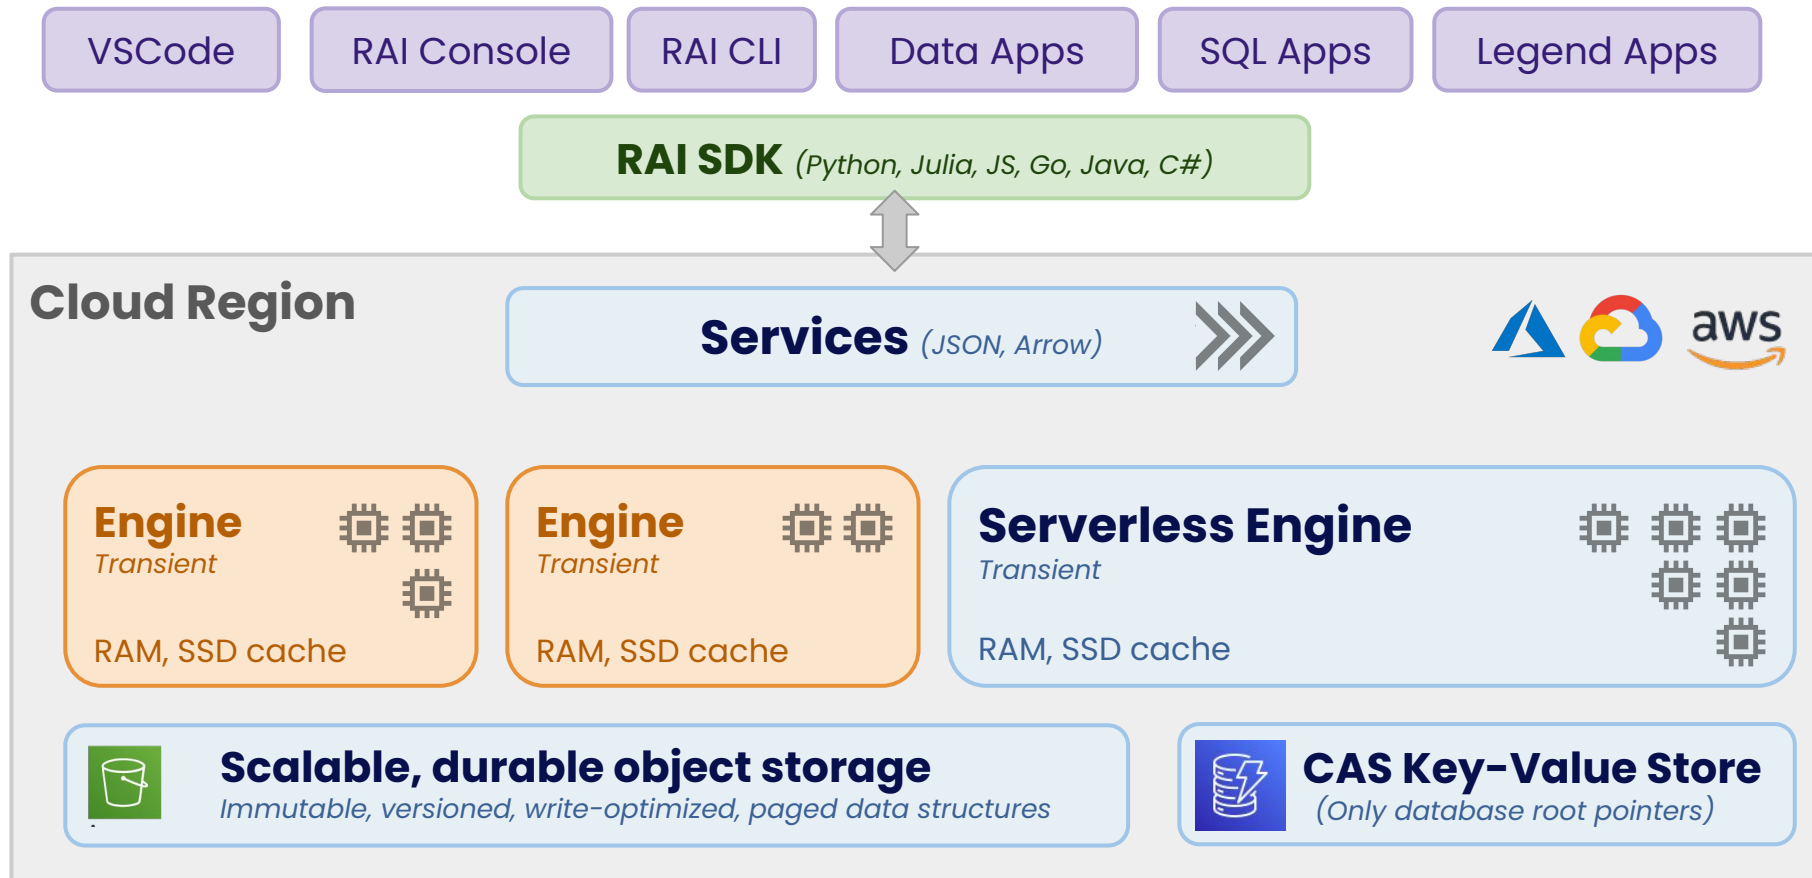 VSCode
RAI Console
RAI CLI
Data Apps
SQL Apps
Legend Apps
RAI SDK (Python, Julia, JS, Go, Java, C#)
Cloud Region
Services (JSON, Arrow)
aws
Engine
Transient
RAM, SSD cache
Engine
Transient
RAM, SSD cache
Serverless Engine
Transient
RAM, SSD cache
Scalable, durable object storage
Immutable, versioned, write-optimized, paged data structures
CAS Key-Value Store
(Only database root pointers)